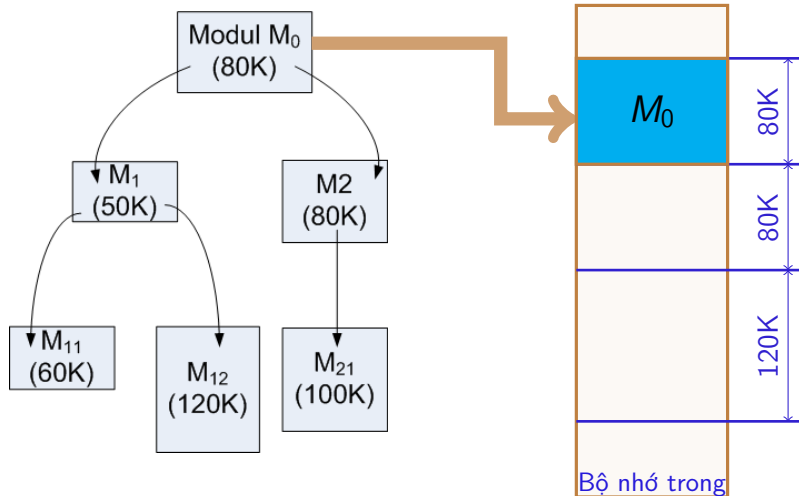 Modul M₀
(80K)
M₁
(50K)
M2
(80K)
M₁₁
(60K)
M₁₂
(120K)
M₂₁
(100K)
M₀
80K
80K
120K
Bộ nhớ trong